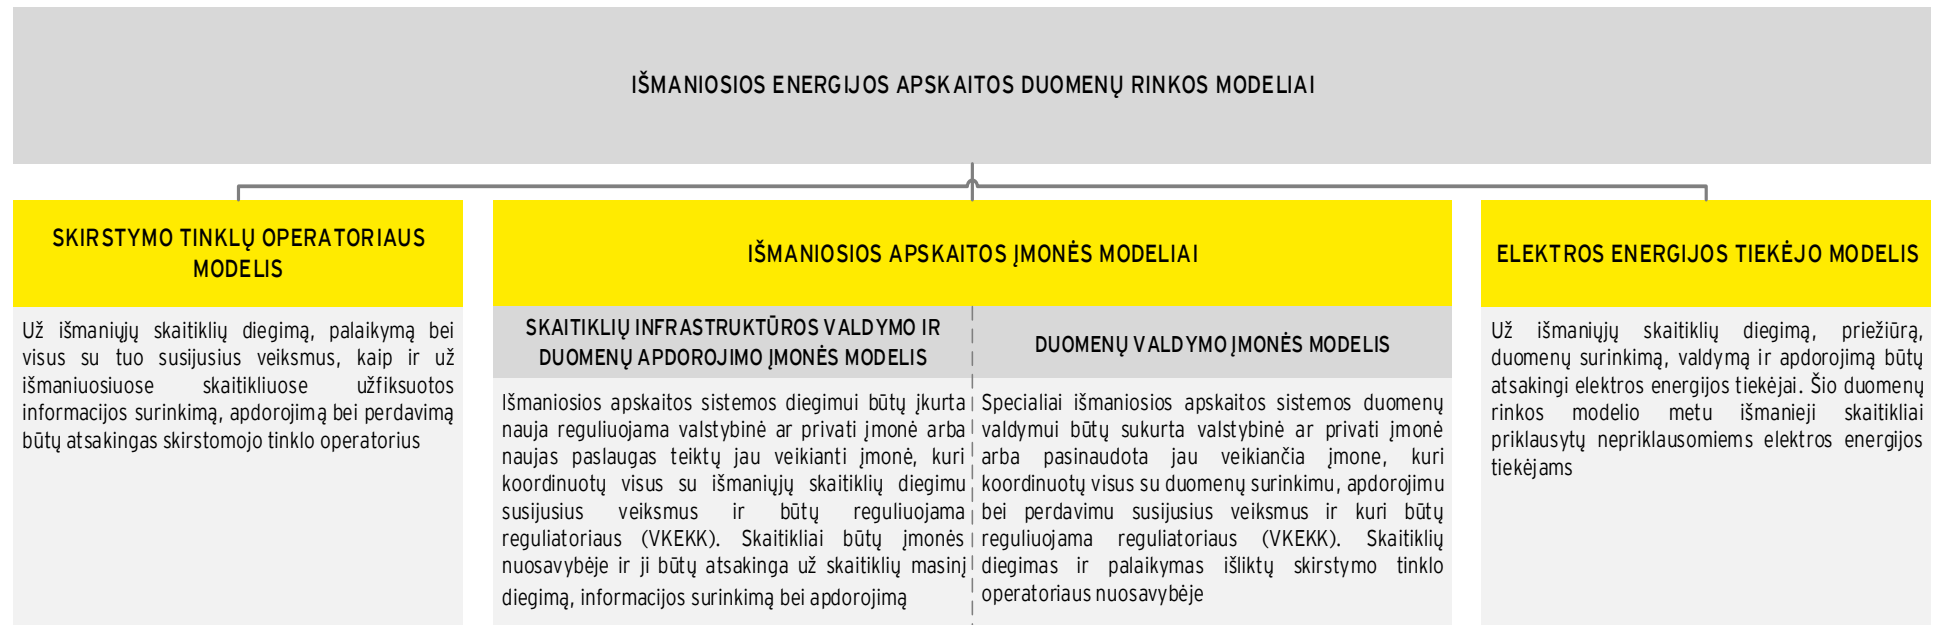 IŠMANIOSIOS ENERGIJOS APSKAITOS DUOMENŲ RINKOS MODELIAI
SKIRSTYMO TINKLŲ OPERATORIAUS
MODELIS
Už išmaniųjų skaitiklių diegimą, palaikymą bei
visus su tuo susijusius veiksmus, kaip ir už
išmaniuosiuose skaitikliuose užfiksuotos
informacijos surinkimą, apdorojimą bei perdavimą
būtų atsakingas skirstomojo tinklo operatorius
IŠMANIOSIOS APSKAITOS ĮMONĖS MODELIAI
SKAITIKLIŲ INFRASTRUKTŪROS VALDYMO IR
DUOMENŲ APDOROJIMO ĮMONĖS MODELIS
Išmaniosios apskaitos sistemos diegimui būtų įkurta
nauja reguliuojama valstybinė ar privati įmonė arba
naujas paslaugas teiktų jau veikianti įmonė, kuri
koordinuotų visus su išmaniųjų skaitiklių diegimu
susijusius veiksmus ir būtų reguliuojama
reguliatoriaus (VKEKK). Skaitikliai būtų įmonės
nuosavybėje ir ji būtų atsakinga už skaitiklių masinį
diegimą, informacijos surinkimą bei apdorojimą
DUOMENŲ VALDYMO ĮMONĖS MODELIS
Specialiai išmaniosios apskaitos sistemos duomenų
valdymui būtų sukurta valstybinė ar privati įmonė
arba pasinaudota jau veikiančia įmone, kuri
koordinuotų visus su duomenų surinkimu, apdorojimu
bei perdavimu susijusius veiksmus ir kuri būtų
reguliuojama reguliatoriaus (VKEKK). Skaitiklių
diegimas ir palaikymas išliktų skirstymo tinklo
operatoriaus nuosavybėje
ELEKTROS ENERGIJOS TIEKĖJO MODELIS
Už išmaniųjų skaitiklių diegimą, priežiūrą,
duomenų surinkimą, valdymą ir apdorojimą būtų
atsakingi elektros energijos tiekėjai. Šio duomenų
rinkos modelio metu išmanieji skaitikliai
priklausytų nepriklausomiems elektros energijos
tiekėjams